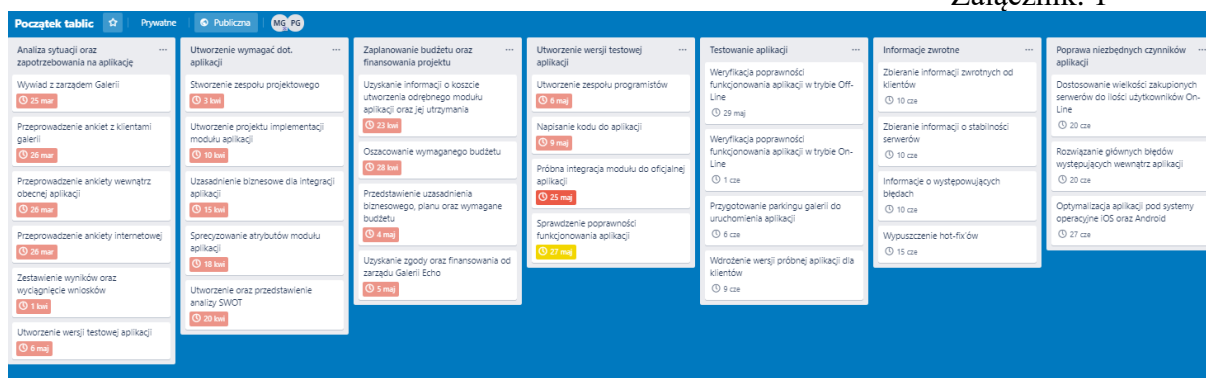 Załącznik. 1
Początek tablic
Prywatne
Publiczna
MG PG
Analiza sytuacji oraz
zapotrzebowania na aplikację
Wywiad z zarządem Galerii
25 mar
Przeprowadzenie ankiet z klientami
galerii
26 mar
Przeprowadzenie ankiety wewnątrz
obecnej aplikacji
26 mar
Przeprowadzenie ankiety internetowej
26 mar
Zestawienie wyników oraz
wyciągnięcie wniosków
1 kwi
Utworzenie wersji testowej aplikacji
6 maj
Utworzenie wymagać dot.
aplikacji
Stworzenie zespołu projektowego
3 kwi
Utworzenie projektu implementacji
modułu aplikacji
10 kwi
Uzasadnienie biznesowe dla integracji
aplikacji
15 kwi
Sprecyzowanie atrybutów modułu
aplikacji
18 kwi
Utworzenie oraz przedstawienie
analizy SWOT
20 kwi
Zaplanowanie budżetu oraz
finansowania projektu
Uzyskanie informacji o koszcie
utworzenia odrębnego modułu
aplikacji oraz jej utrzymania
23 kwi
Oszacowanie wymaganego budżetu
28 kwi
Przedstawienie uzasadnienia
biznesowego, planu oraz wymagane
budżetu
4 maj
Uzyskanie zgody oraz finansowania od
zarządu Galerii Echo
5 maj
Utworzenie wersji testowej
aplikacji
Utworzenie zespołu programistów
6 maj
Napisanie kodu do aplikacji
9 maj
Próbna integracja modułu do oficjalnej
aplikacji
25 maj
Sprawdzenie poprawności
funkcjonowania aplikacji
27 maj
Testowanie aplikacji
Weryfikacja poprawności
funkcjonowania aplikacji w trybie Off-
Line
29 maj
Weryfikacja poprawności
funkcjonowania aplikacji w trybie On-
Line
1 cze
Przygotowanie parkingu galerii do
uruchomienia aplikacji
6 cze
Wdrożenie wersji próbnej aplikacji dla
klientów
9 cze
Informacje zwrotne
Zbieranie informacji zwrotnych od
klientów
10 cze
Zbieranie informacji o stabilności
serwerów
10 cze
Informacje o występowujących
błędach
10 cze
Wypuszczenie hot-fix'ów
15 cze
Poprawa niezbędnych czynników
aplikacji
Dostosowanie wielkości zakupionych
serwerów do ilości użytkowników On-
Line
20 cze
Rozwiązanie głównych błedów
występujących wewnątrz aplikacji
20 cze
Optymalizacja aplikacji pod systemy
operacyjne iOS oraz Android
27 cze